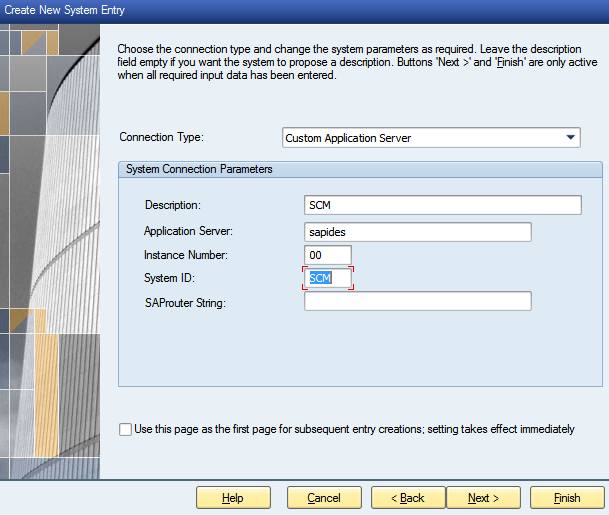 Create New System Entry
Choose the connection type and change the system parameters as required. Leave the description
field empty if you want the system to propose a description. Buttons 'Next >' and 'Finish' are only active
when all required input data has been entered.
Connection Type: Custom Application Server
System Connection Parameters
Description: SCM
Application Server: sapides
Instance Number: 00
System ID: SCM
SAProuter String:
Use this page as the first page for subsequent entry creations; setting takes effect immediately
Help Cancel < Back Next > Finish